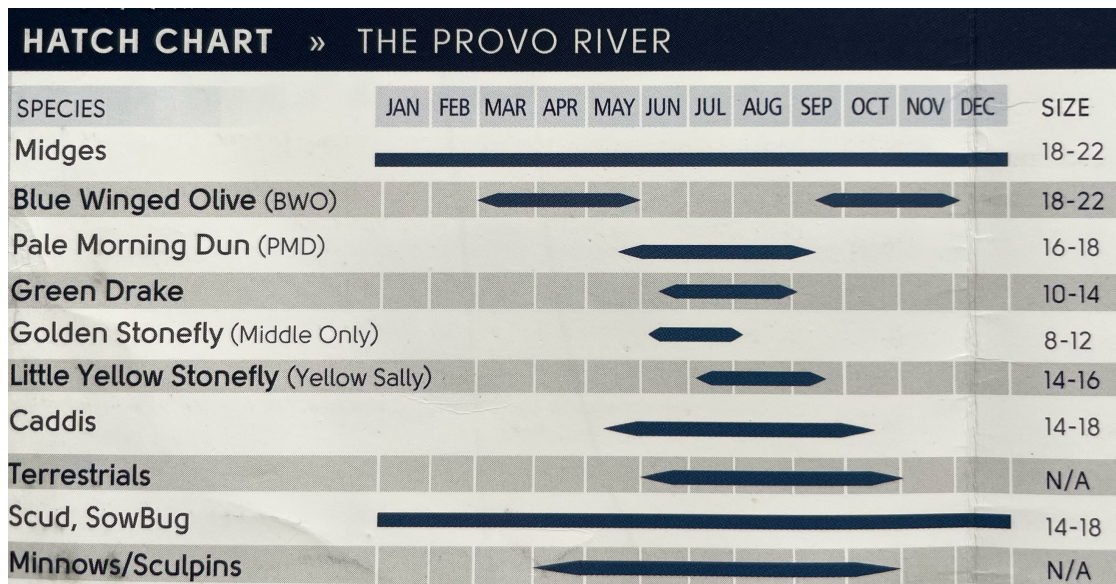 HATCH CHART » THE PROVO RIVER
SPECIES JAN FEB MAR APR MAY JUN JUL AUG SEP OCT NOV DEC SIZE
Midges 18-22
Blue Winged Olive (BWO) 18-22
Pale Morning Dun (PMD) 16-18
Green Drake 10-14
Golden Stonefly (Middle Only) 8-12
Little Yellow Stonefly (Yellow Sally) 14-16
Caddis 14-18
Terrestrials N/A
Scud, SowBug 14-18
Minnows/Sculpins N/A